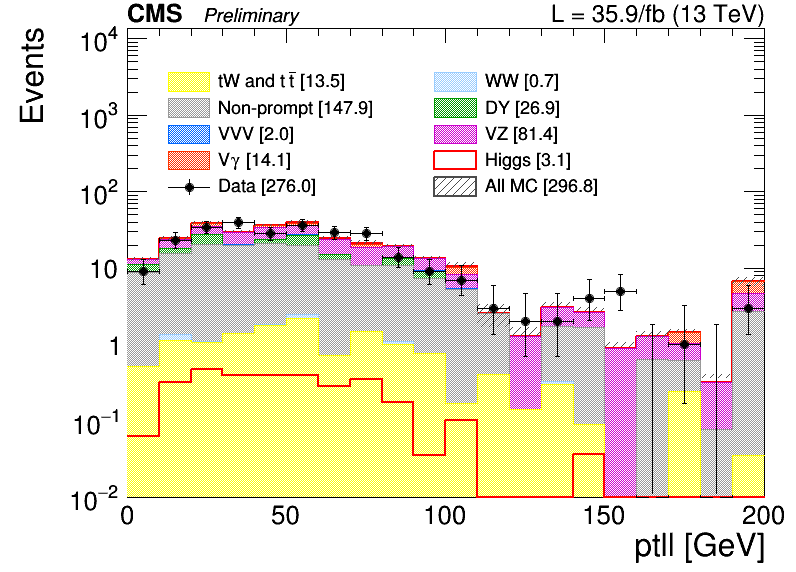 CMS Preliminary L = 35.9/fb (13 TeV)
Events
10^4
10^3
10^2
10
1
10^−1
10^−2
tW and t t̄ [13.5]
WW [0.7]
Non-prompt [147.9]
DY [26.9]
VVV [2.0]
VZ [81.4]
Vγ [14.1]
Higgs [3.1]
Data [276.0]
All MC [296.8]
0 50 100 150 200
ptll [GeV]